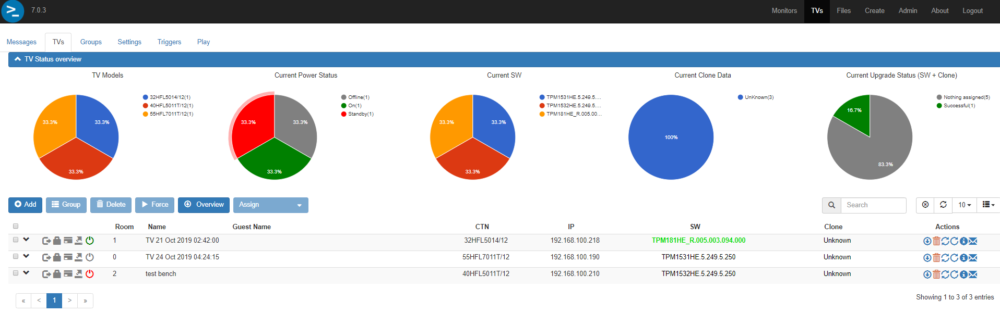 7.0.3 Monitors TVs Files Create Admin About Logout
Messages TVs Groups Settings Triggers Play
TV Status overview
TV Models
32HFL5014/12(1)
40HFL5011T/12(1)
55HFL7011T/12(1)
33.3% 33.3%
33.3%
Current Power Status
Offline(1)
On(1)
Standby(1)
33.3% 33.3%
33.3%
Current SW
TPM1531HE.5.249.5....
TPM1532HE.5.249.5....
TPM181HE_R.005.00...
33.3% 33.3%
33.3%
Current Clone Data
UnKnown(3)
100%
Current Upgrade Status (SW + Clone)
Nothing assigned(5)
Successful(1)
16.7%
83.3%
Add Group Delete Force Overview Assign Search 10
Room Name Guest Name CTN IP SW Clone Actions
1 TV 21 Oct 2019 02:42:00 32HFL5014/12 192.168.100.218 TPM181HE_R.005.003.094.000 Unknown
0 TV 24 Oct 2019 04:24:15 55HFL7011T/12 192.168.100.190 TPM1531HE.5.249.5.250 Unknown
2 test bench 40HFL5011T/12 192.168.100.210 TPM1532HE.5.249.5.250 Unknown
« < 1 > » Showing 1 to 3 of 3 entries